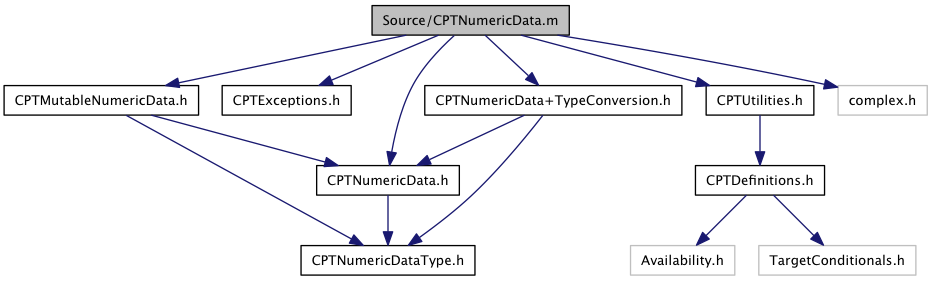 Source/CPTNumericData.m
CPTMutableNumericData.h
CPTExceptions.h
CPTNumericData+TypeConversion.h
CPTUtilities.h
complex.h
CPTNumericData.h
CPTDefinitions.h
CPTNumericDataType.h
Availability.h
TargetConditionals.h